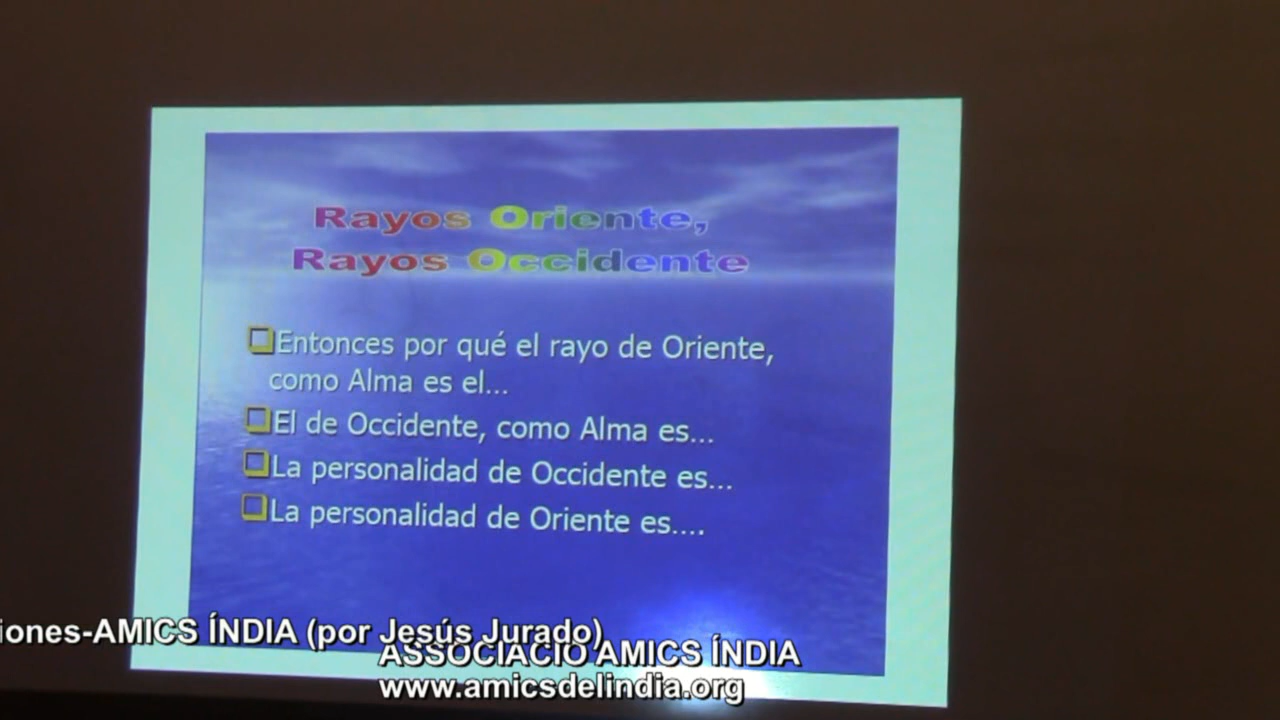 Rayos Oriente,
Rayos Occidente
Entonces por qué el rayo de Oriente,
como Alma es el...
El de Occidente, como Alma es...
La personalidad de Occidente es...
La personalidad de Oriente es....
iones-AMICS ÍNDIA (por Jesús Jurado)
ASSOCIACIO AMICS ÍNDIA
www.amicsdelindia.org